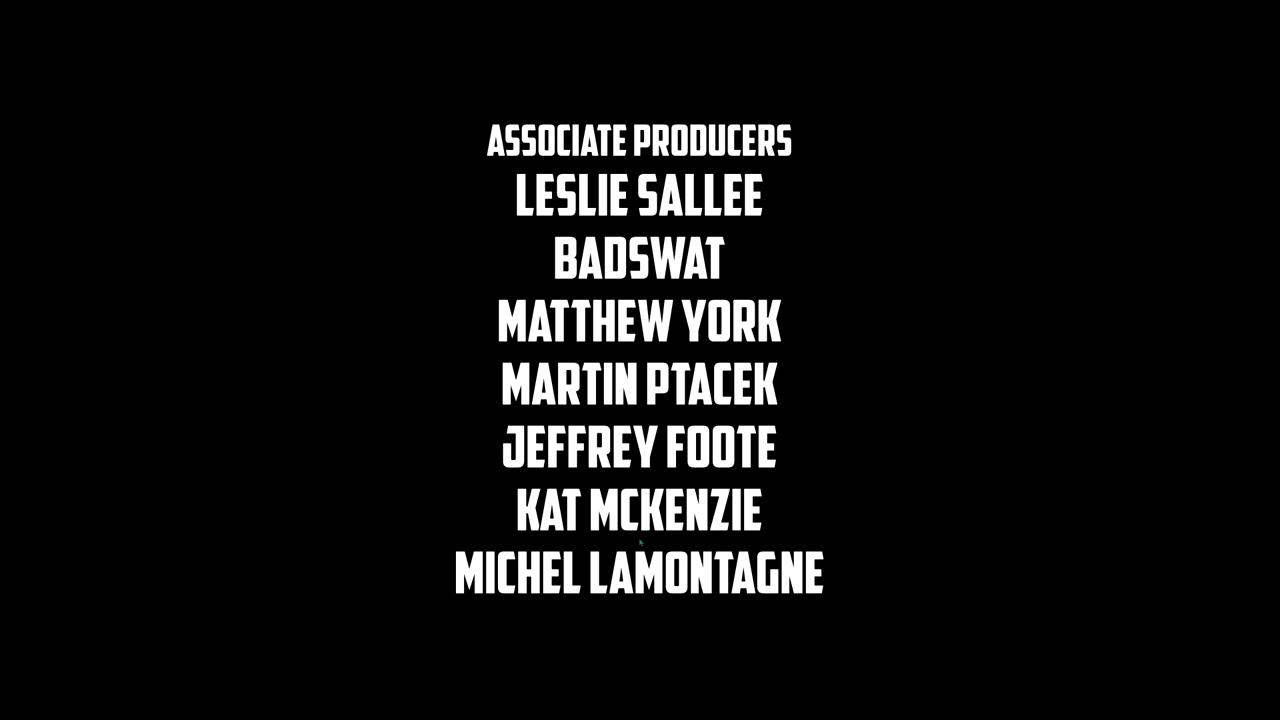 ASSOCIATE PRODUCERS
LESLIE SALLEE
BADSWAT
MATTHEW YORK
MARTIN PTACEK
JEFFREY FOOTE
KAT MCKENZIE
MICHEL LAMONTAGNE